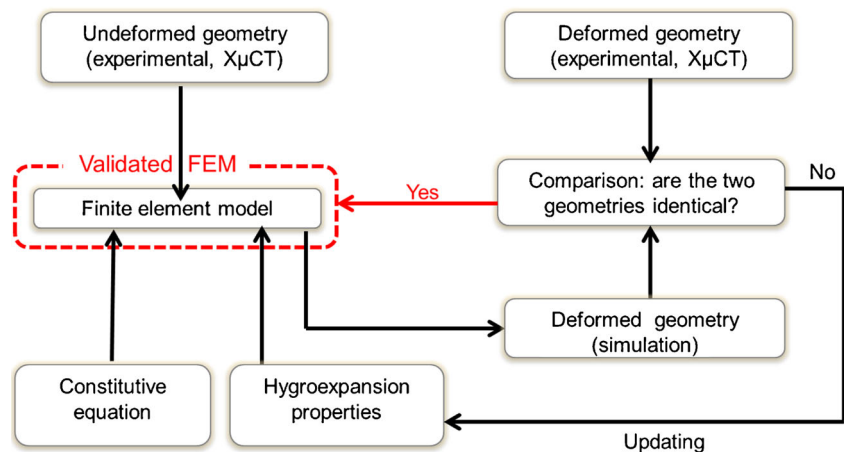 Undeformed geometry
(experimental, XμCT)
Deformed geometry
(experimental, XμCT)
Validated FEM
Finite element model
Yes
Comparison: are the two
geometries identical?
No
Deformed geometry
(simulation)
Constitutive
equation
Hygroexpansion
properties
Updating